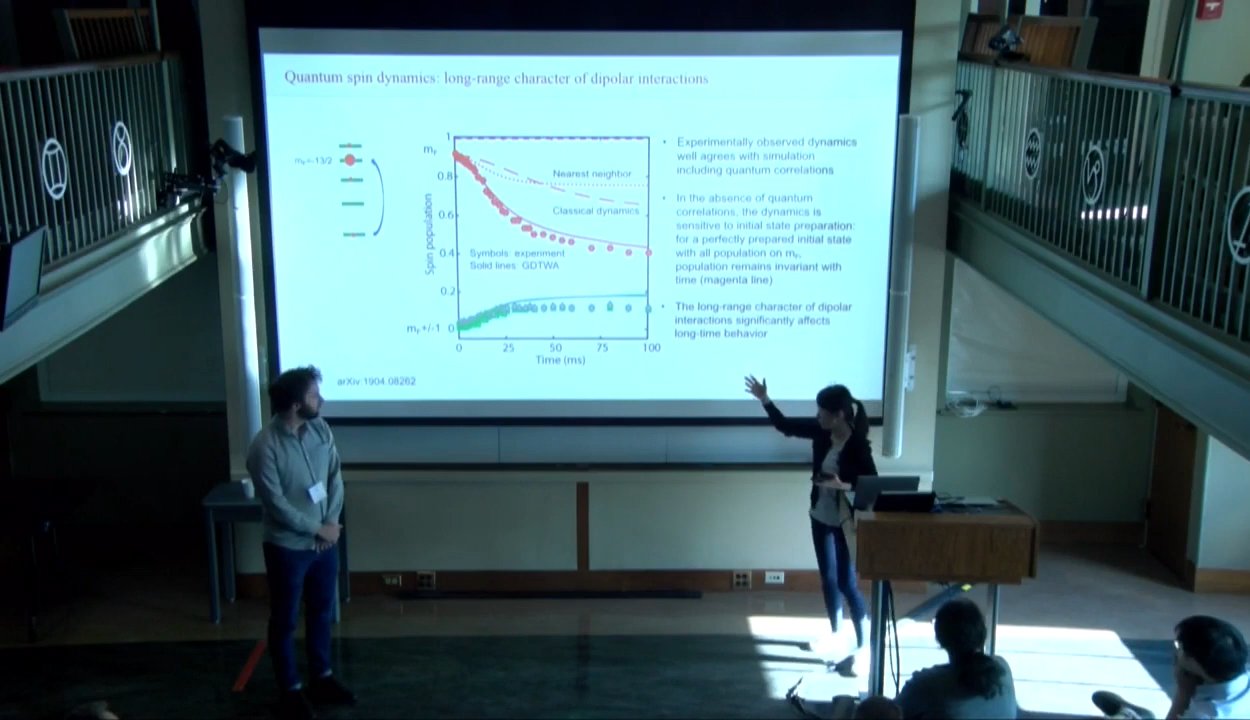 Quantum spin dynamics: long-range character of dipolar interactions
mF=-13/2
1
mF
0.8
0.6
0.4
0.2
mF+/-1 0
Spin population
Nearest neighbor
Classical dynamics
Symbols: experiment
Solid lines: GDTWA
0 25 50 75 100
Time (ms)
• Experimentally observed dynamics
well agrees with simulation
including quantum correlations
• In the absence of quantum
correlations, the dynamics is
sensitive to initial state preparation:
for a perfectly prepared initial state
with all population on mF,
population remains invariant with
time (magenta line)
• The long-range character of dipolar
interactions significantly affects
long-time behavior
arXiv:1904.08262